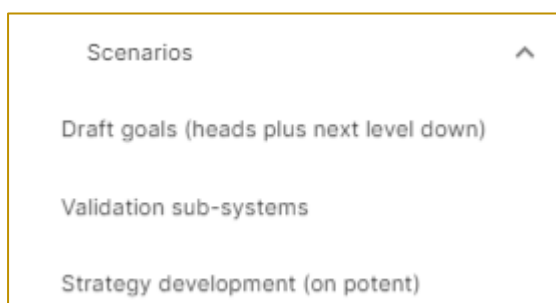 Scenarios
Draft goals (heads plus next level down)
Validation sub-systems
Strategy development (on potent)